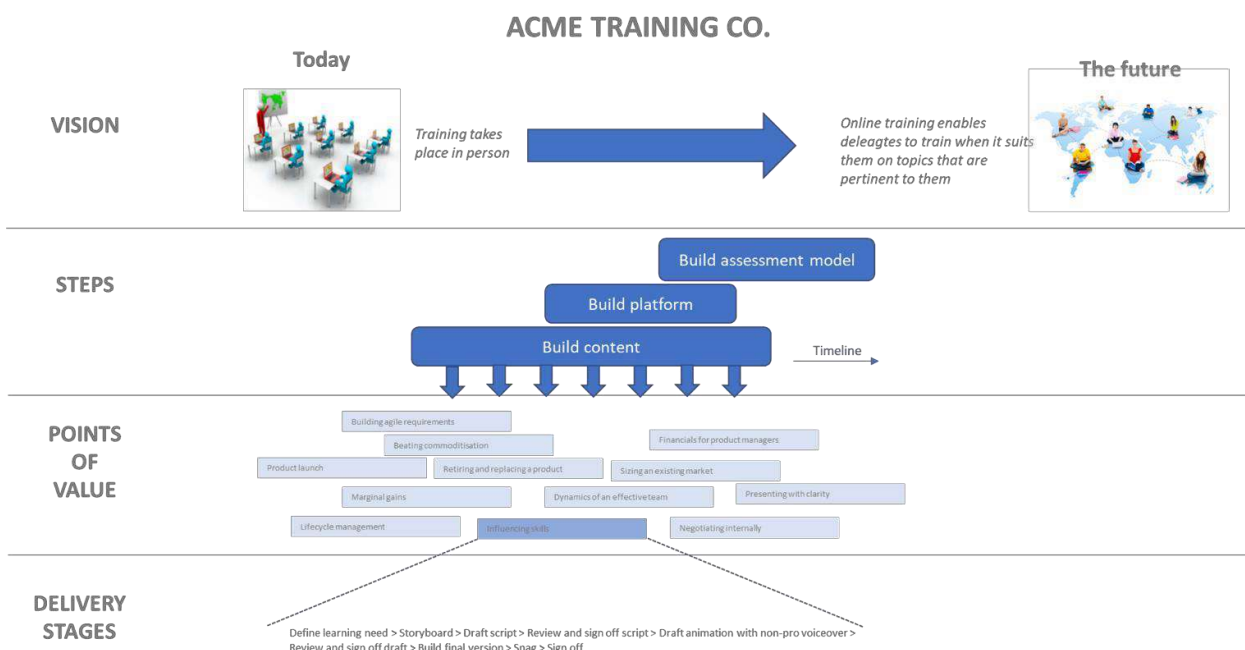 ACME TRAINING CO.
Today
The future
VISION
Training takes
place in person
Online training enables
deleagtes to train when it suits
them on topics that are
pertinent to them
STEPS
Build assessment model
Build platform
Build content
Timeline
POINTS
OF
VALUE
Building agile requirements
Beating commoditisation
Financials for product managers
Product launch
Retiring and replacing a product
Sizing an existing market
Marginal gains
Dynamics of an effective team
Presenting with clarity
Lifecycle management
Influencing skills
Negotiating internally
DELIVERY
STAGES
Define learning need > Storyboard > Draft script > Review and sign off script > Draft animation with non-pro voiceover >
Review and sign off draft > Build final version > Snag > Sign off